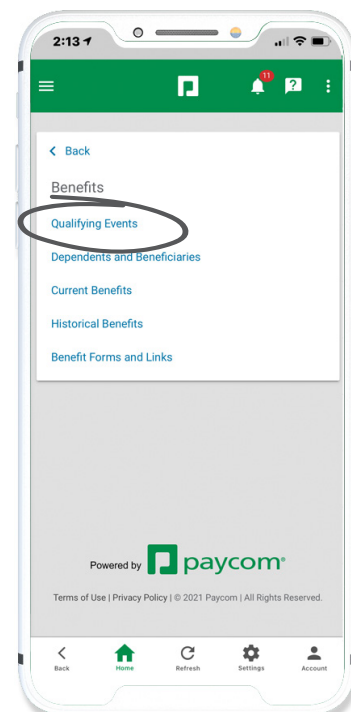 2:13
11
?
Back
Benefits
Qualifying Events
Dependents and Beneficiaries
Current Benefits
Historical Benefits
Benefit Forms and Links
Powered by paycom®
Terms of Use | Privacy Policy | © 2021 Paycom | All Rights Reserved.
Back Home Refresh Settings Account